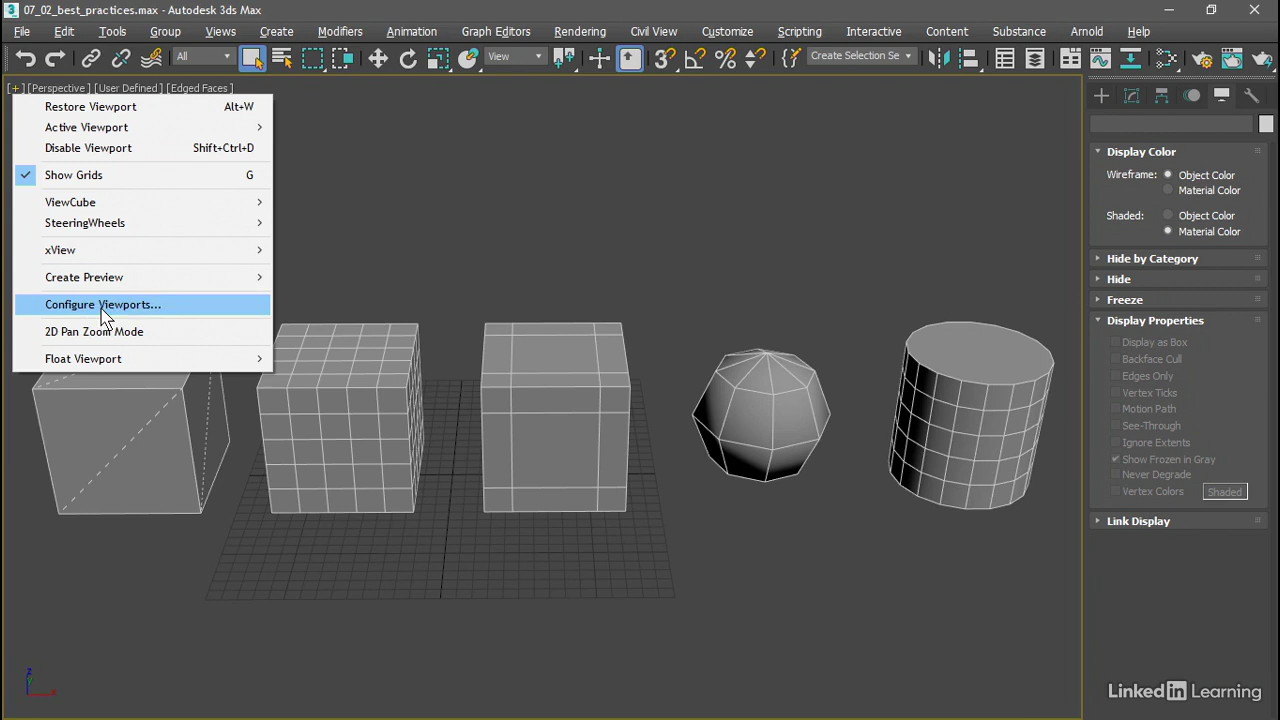 07_02_best_practices.max - Autodesk 3ds Max
File Edit Tools Group Views Create Modifiers Animation Graph Editors Rendering Civil View Customize Scripting Interactive Content Substance Arnold Help
All View Create Selection Se
[+] [Perspective] [User Defined] [Edged Faces]
Restore Viewport Alt+W
Active Viewport
Disable Viewport Shift+Ctrl+D
Show Grids G
ViewCube
SteeringWheels
xView
Create Preview
Configure Viewports...
2D Pan Zoom Mode
Float Viewport
Display Color
Wireframe: Object Color
Material Color
Shaded: Object Color
Material Color
Hide by Category
Hide
Freeze
Display Properties
Display as Box
Backface Cull
Edges Only
Vertex Ticks
Motion Path
See-Through
Ignore Extents
Show Frozen in Gray
Never Degrade
Vertex Colors Shaded
Link Display
z
y
x
LinkedIn Learning